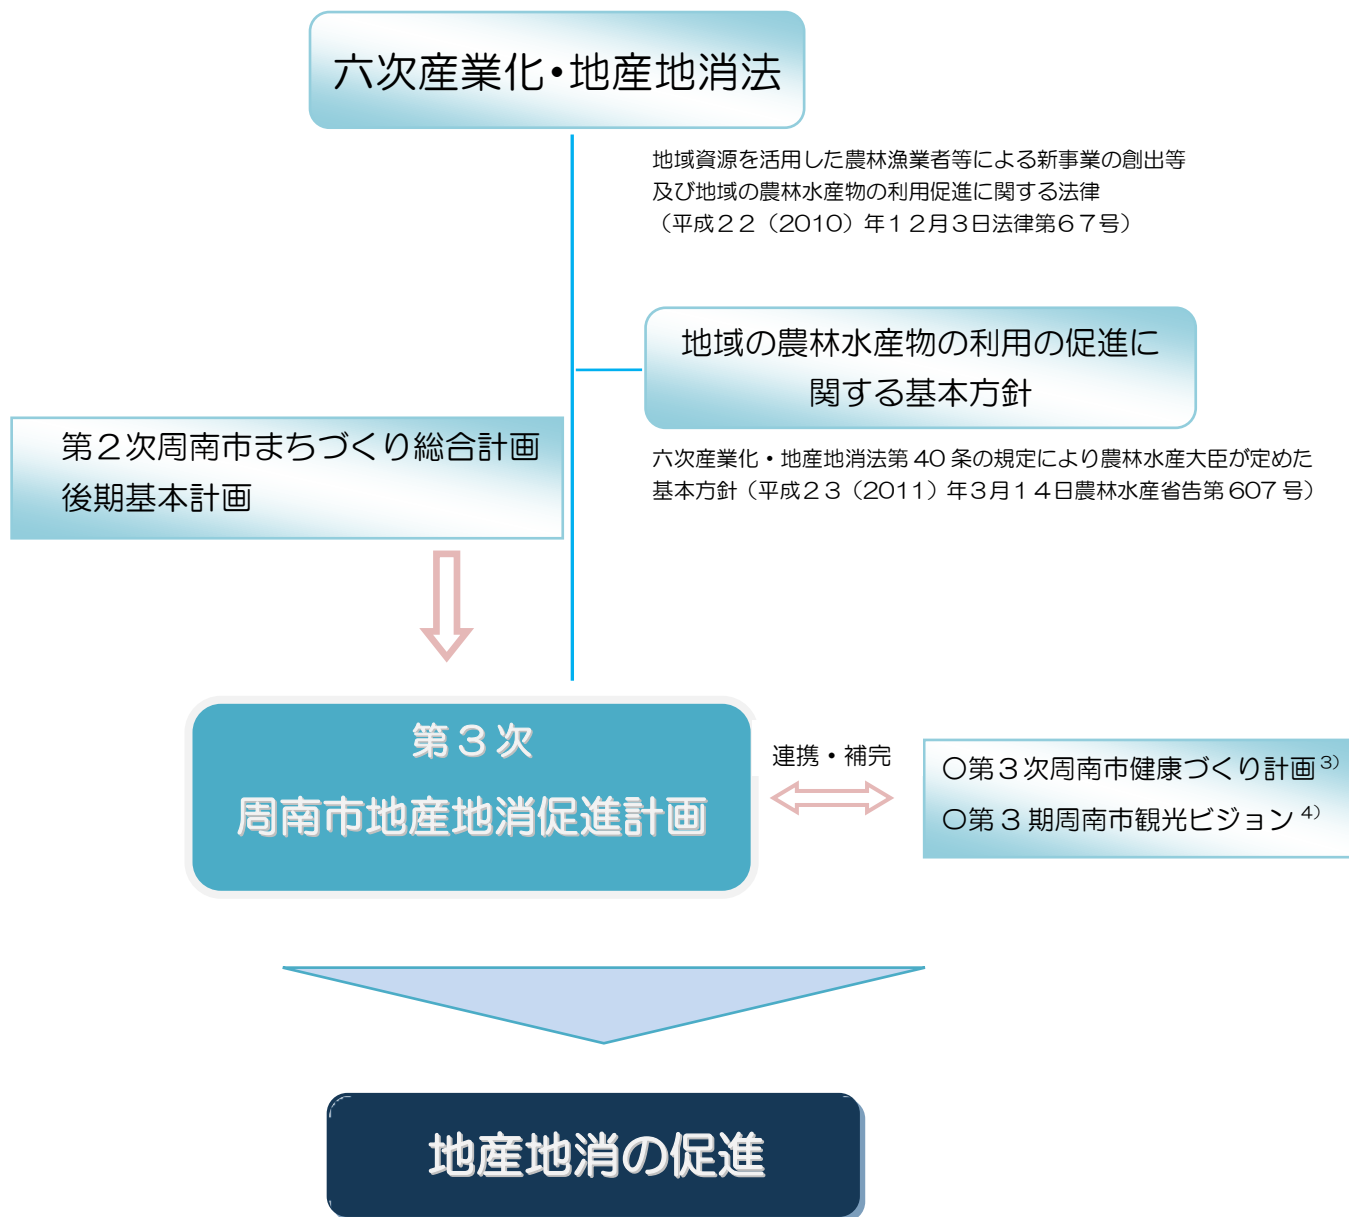 六次産業化・地産地消法
地域資源を活用した農林漁業者等による新事業の創出等
及び地域の農林水産物の利用促進に関する法律
（平成２２（2010）年１２月３日法律第６７号）
地域の農林水産物の利用の促進に
関する基本方針
第２次周南市まちづくり総合計画
後期基本計画
六次産業化・地産地消法第 40 条の規定により農林水産大臣が定めた
基本方針（平成２３（2011）年３月１４日農林水産省告第 607 号）
第３次
周南市地産地消促進計画
連携・補完
〇第３次周南市健康づくり計画 3)
〇第３期周南市観光ビジョン 4)
地産地消の促進